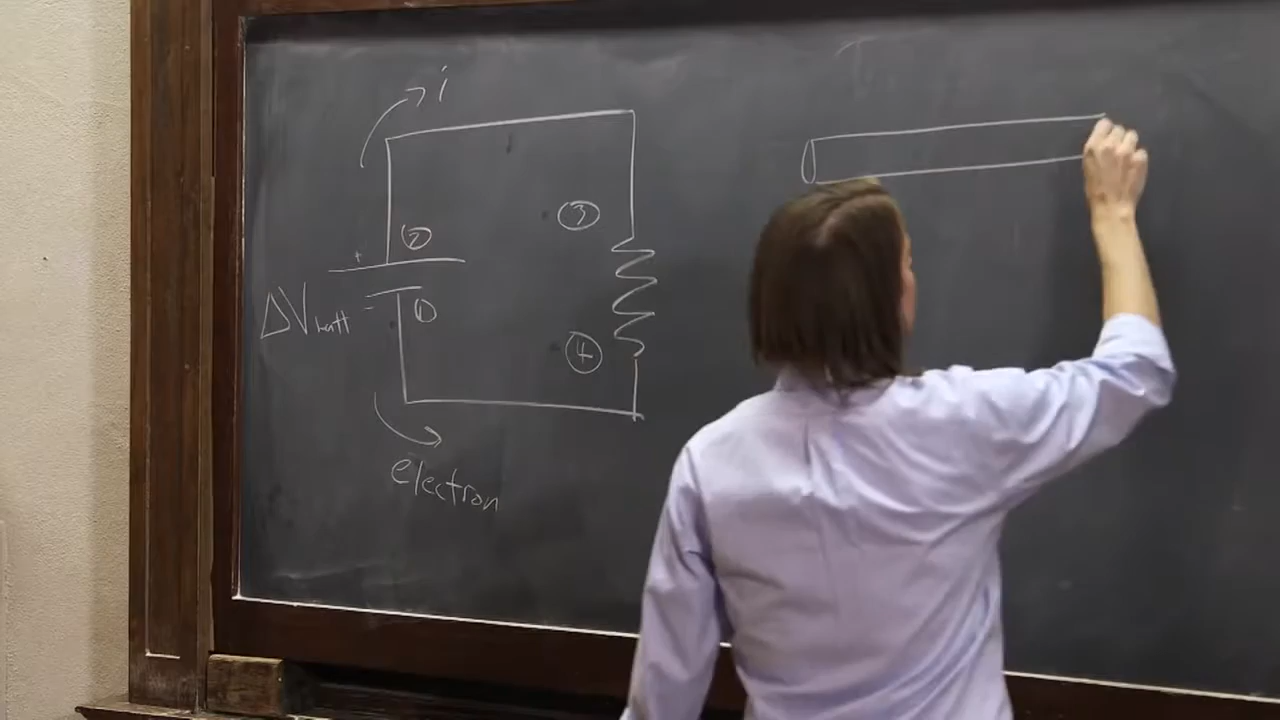 i
②
③
+
ΔVbatt
-
①
④
electron